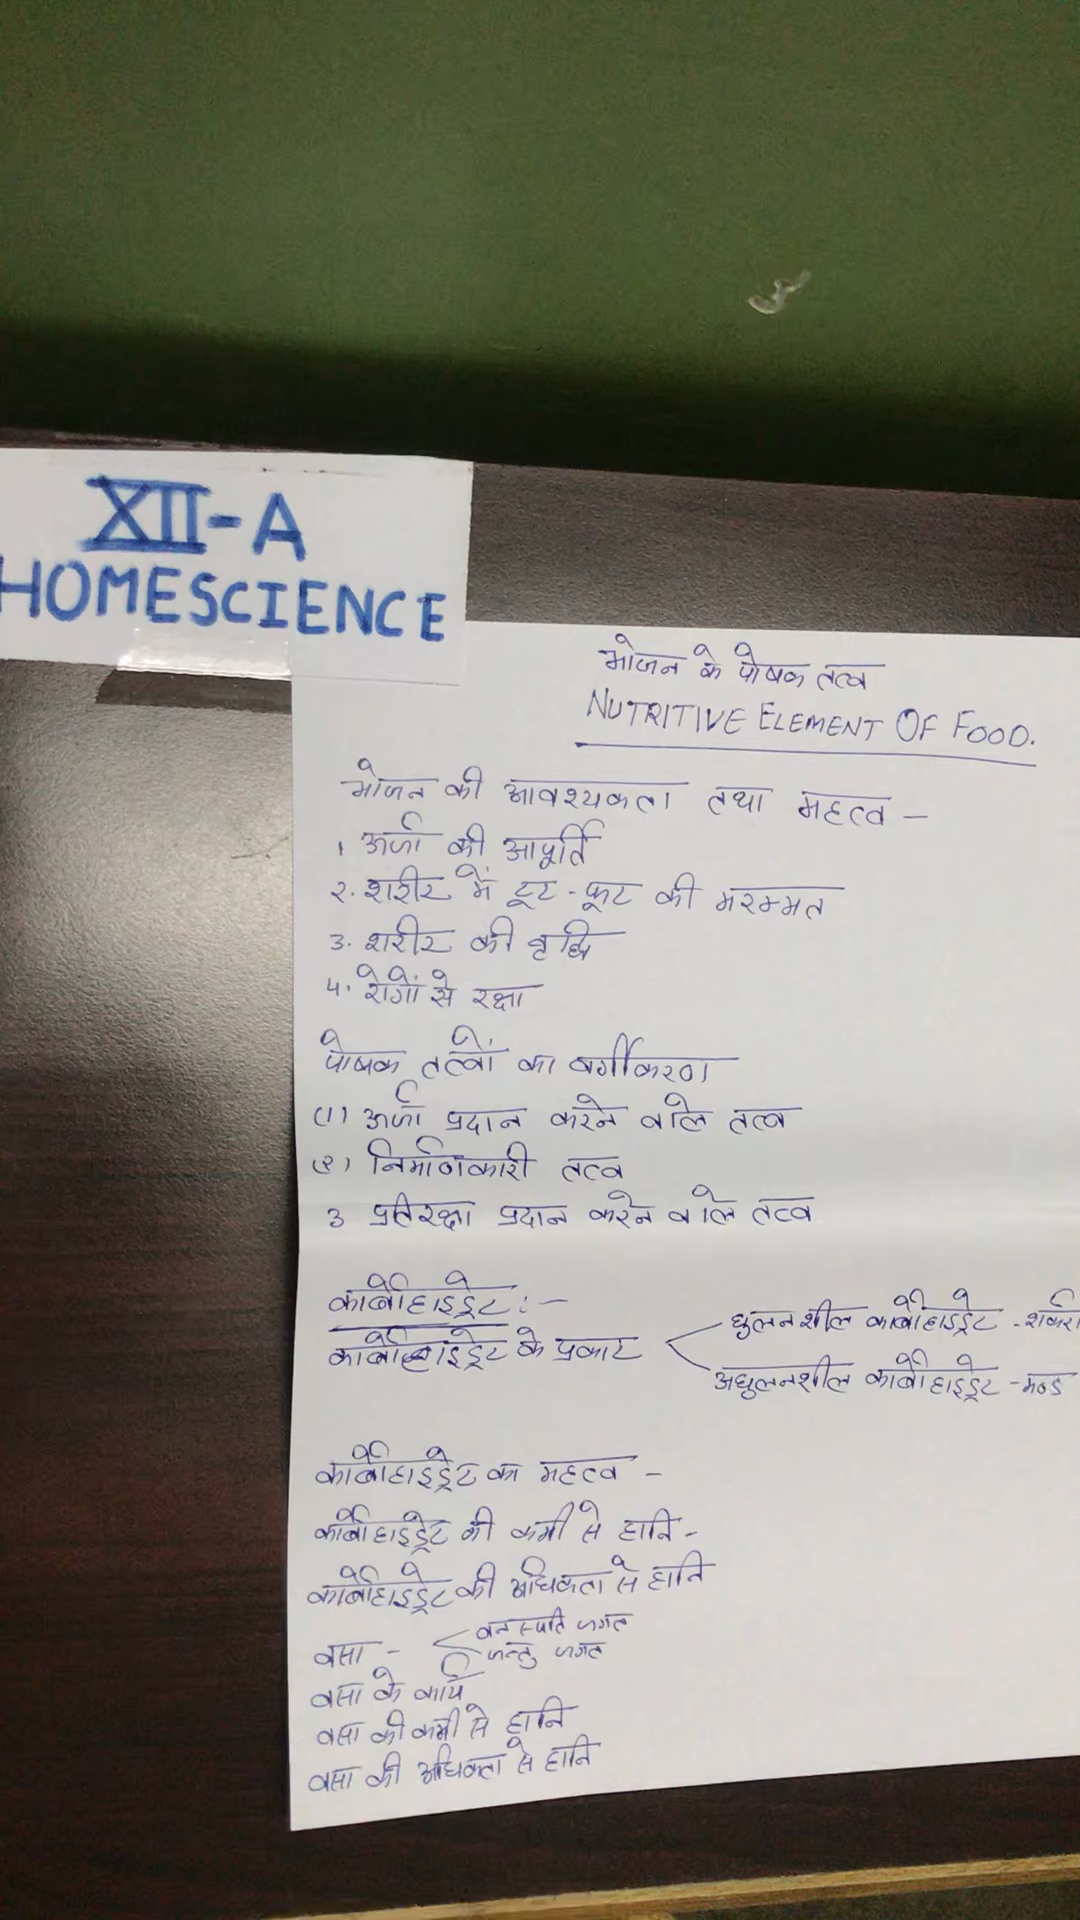 XII-A
HOMESCIENCE
भोजन के पोषक तत्व
NUTRITIVE ELEMENT OF FOOD.
भोजन की आवश्यकता तथा महत्व –
1 ऊर्जा की आपूर्ति
२. शरीर में टूट-फूट की मरम्मत
3. शरीर की वृद्धि
4. रोगों से रक्षा
पोषक तत्वों का वर्गीकरण
(1) ऊर्जा प्रदान करने वाले तत्व
(२) निर्माणकारी तत्व
3 प्रतिरक्षा प्रदान करने वाले तत्व
कार्बोहाइड्रेट :–
कार्बोहाइड्रेट के प्रकार
घुलनशील कार्बोहाइड्रेट - शर्करा
अघुलनशील कार्बोहाइड्रेट - मण्ड
कार्बोहाइड्रेट का महत्व –
कार्बोहाइड्रेट की कमी से हानि -
कार्बोहाइड्रेट की अधिकता से हानि
वसा - वनस्पति जगत
जन्तु जगत
वसा के कार्य
वसा की कमी से हानि
वसा की अधिकता से हानि